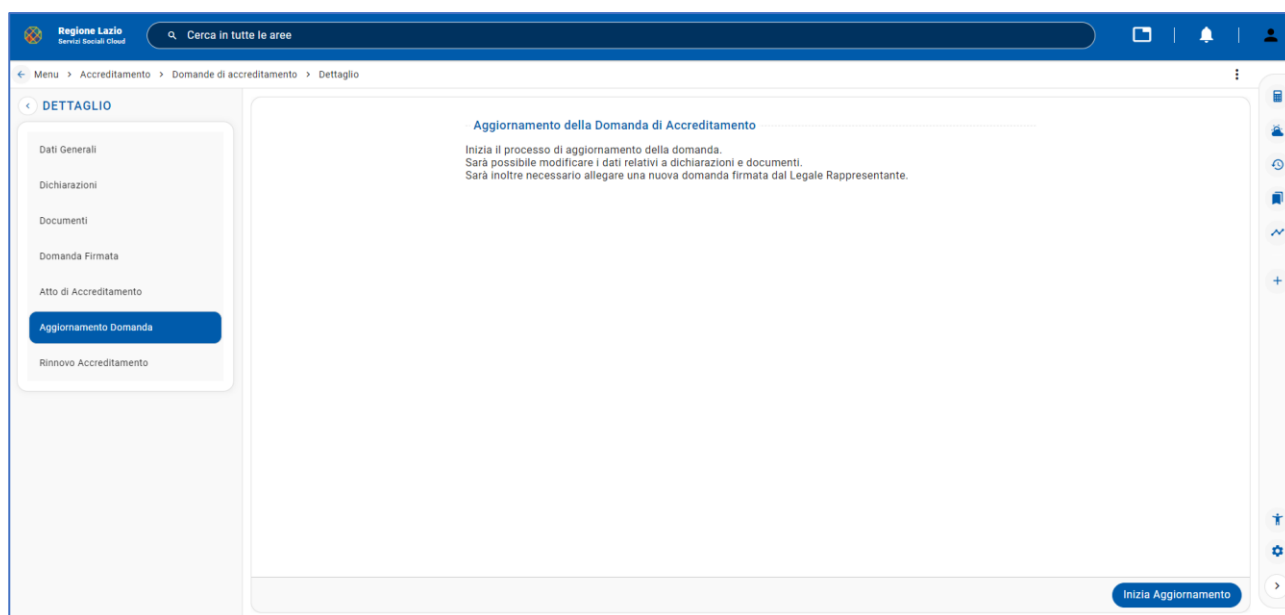 Regione Lazio
Servizi Sociali Cloud
Cerca in tutte le aree
Menu > Accreditamento > Domande di accreditamento > Dettaglio
DETTAGLIO
Dati Generali
Dichiarazioni
Documenti
Domanda Firmata
Atto di Accreditamento
Aggiornamento Domanda
Rinnovo Accreditamento
Aggiornamento della Domanda di Accreditamento
Inizia il processo di aggiornamento della domanda.
Sarà possibile modificare i dati relativi a dichiarazioni e documenti.
Sarà inoltre necessario allegare una nuova domanda firmata dal Legale Rappresentante.
Inizia Aggiornamento